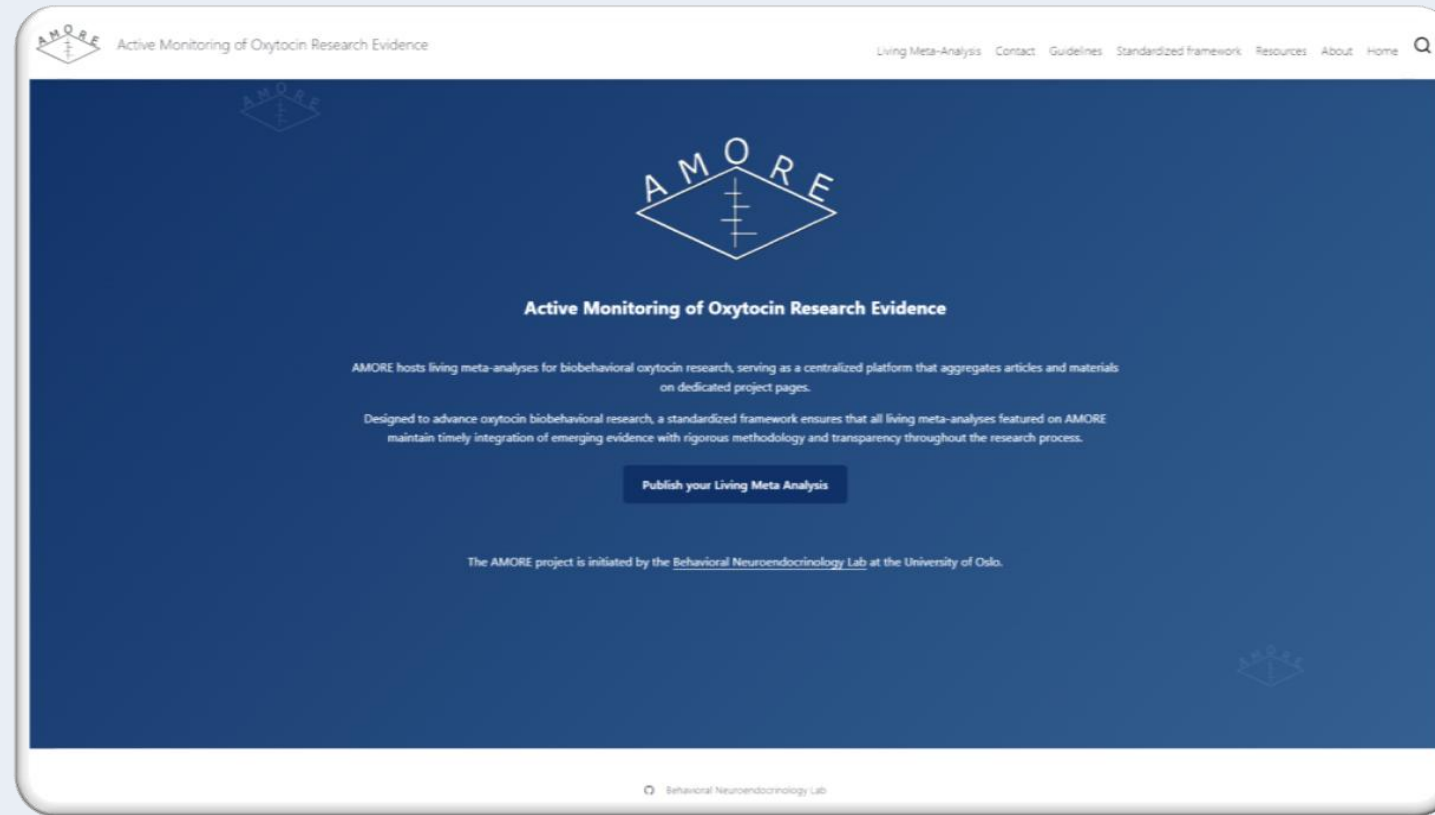 AMORE
Active Monitoring of Oxytocin Research Evidence
Living Meta-Analysis Contact Guidelines Standardized framework Resources About Home
AMORE
AMORE
Active Monitoring of Oxytocin Research Evidence
AMORE hosts living meta-analyses for biobehavioral oxytocin research, serving as a centralized platform that aggregates articles and materials
on dedicated project pages.
Designed to advance oxytocin biobehavioral research, a standardized framework ensures that all living meta-analyses featured on AMORE
maintain timely integration of emerging evidence with rigorous methodology and transparency throughout the research process.
Publish your Living Meta Analysis
The AMORE project is initiated by the Behavioral Neuroendocrinology Lab at the University of Oslo.
AMORE
Behavioral Neuroendocrinology Lab